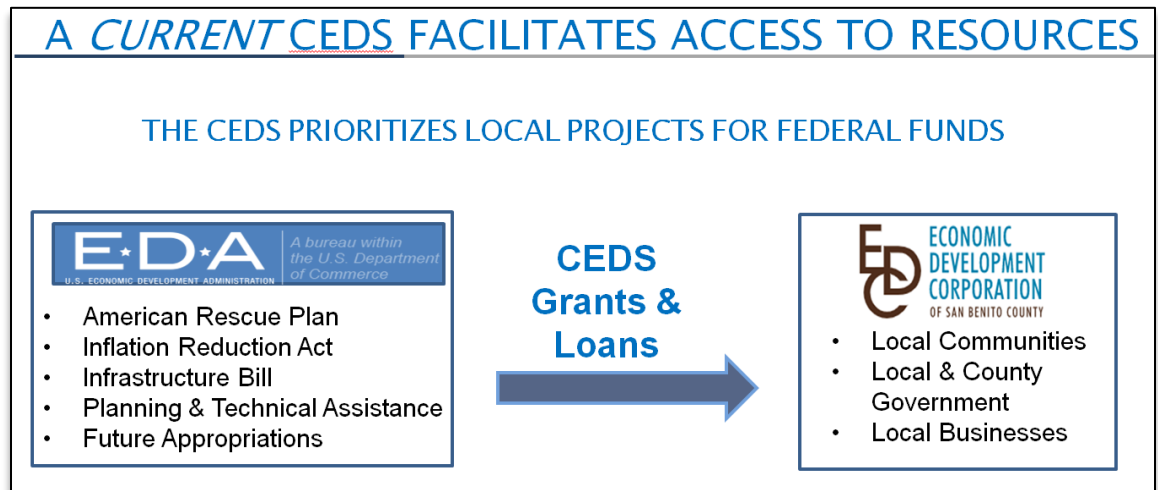 A CURRENT CEDS FACILITATES ACCESS TO RESOURCES
THE CEDS PRIORITIZES LOCAL PROJECTS FOR FEDERAL FUNDS
E★D★A
U.S. ECONOMIC DEVELOPMENT ADMINISTRATION
A bureau within
the U.S. Department
of Commerce
• American Rescue Plan
• Inflation Reduction Act
• Infrastructure Bill
• Planning & Technical Assistance
• Future Appropriations
CEDS
Grants &
Loans
EDC
ECONOMIC
DEVELOPMENT
CORPORATION
OF SAN BENITO COUNTY
• Local Communities
• Local & County
Government
• Local Businesses